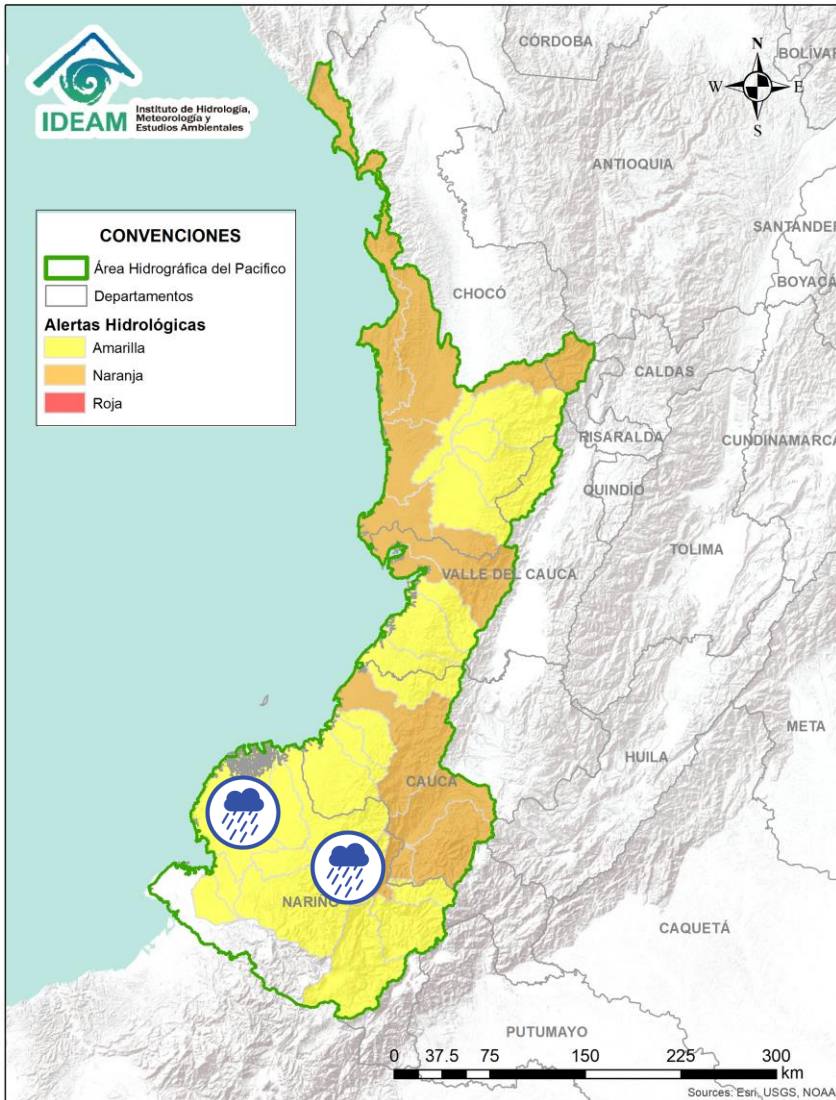 IDEAM
Instituto de Hidrología,
Meteorología y
Estudios Ambientales
CÓRDOBA
BOLÍVAR
N
W
E
S
ANTIOQUIA
CONVENCIONES
Área Hidrográfica del Pacifico
Departamentos
Alertas Hidrológicas
Amarilla
Naranja
Roja
SANTANDER
BOYACÁ
CHOCÓ
CALDAS
RISARALDA
CUNDINAMARCA
QUINDÍO
TOLIMA
VALLE DEL CAUCA
META
HUILA
CAUCA
NARIÑO
CAQUETÁ
PUTUMAYO
0 37.5 75 150 225 300
km
Sources: Esri, USGS, NOAA